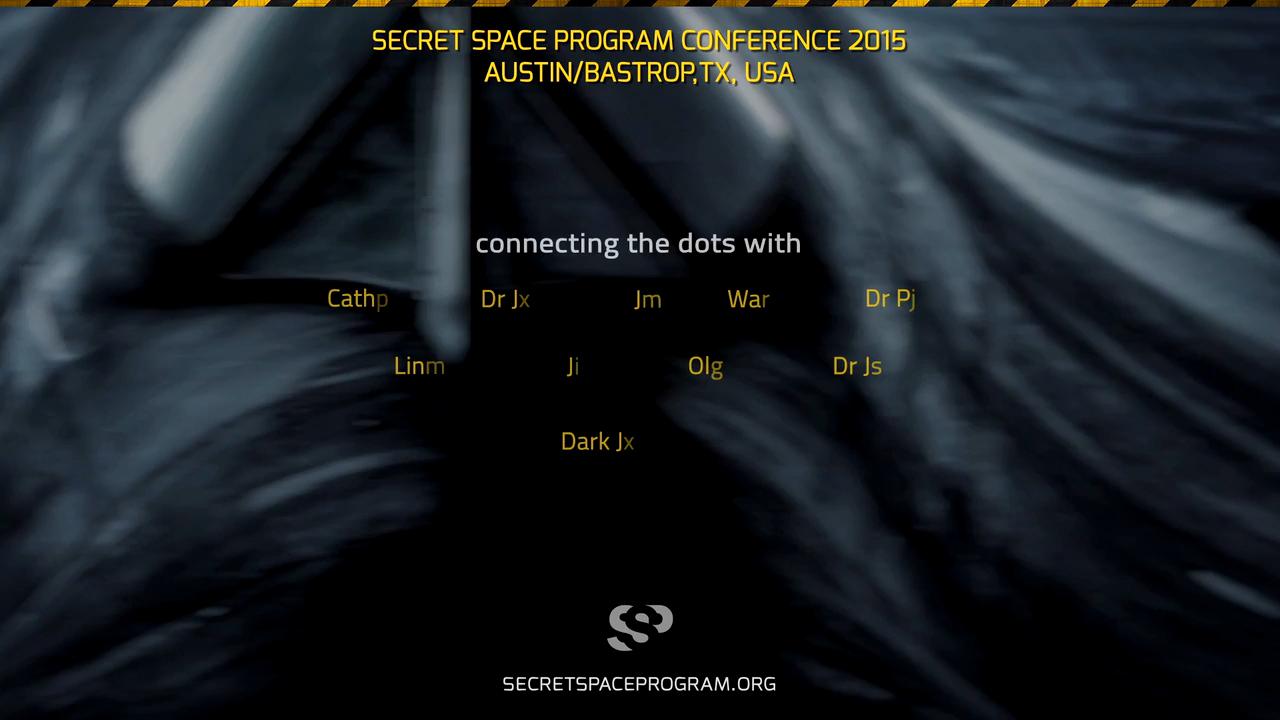 SECRET SPACE PROGRAM CONFERENCE 2015
AUSTIN/BASTROP,TX, USA
connecting the dots with
Cathp Dr Jx Jm War Dr Pj
Linm Ji Olg Dr Js
Dark Jx
SSP
SECRETSPACEPROGRAM.ORG